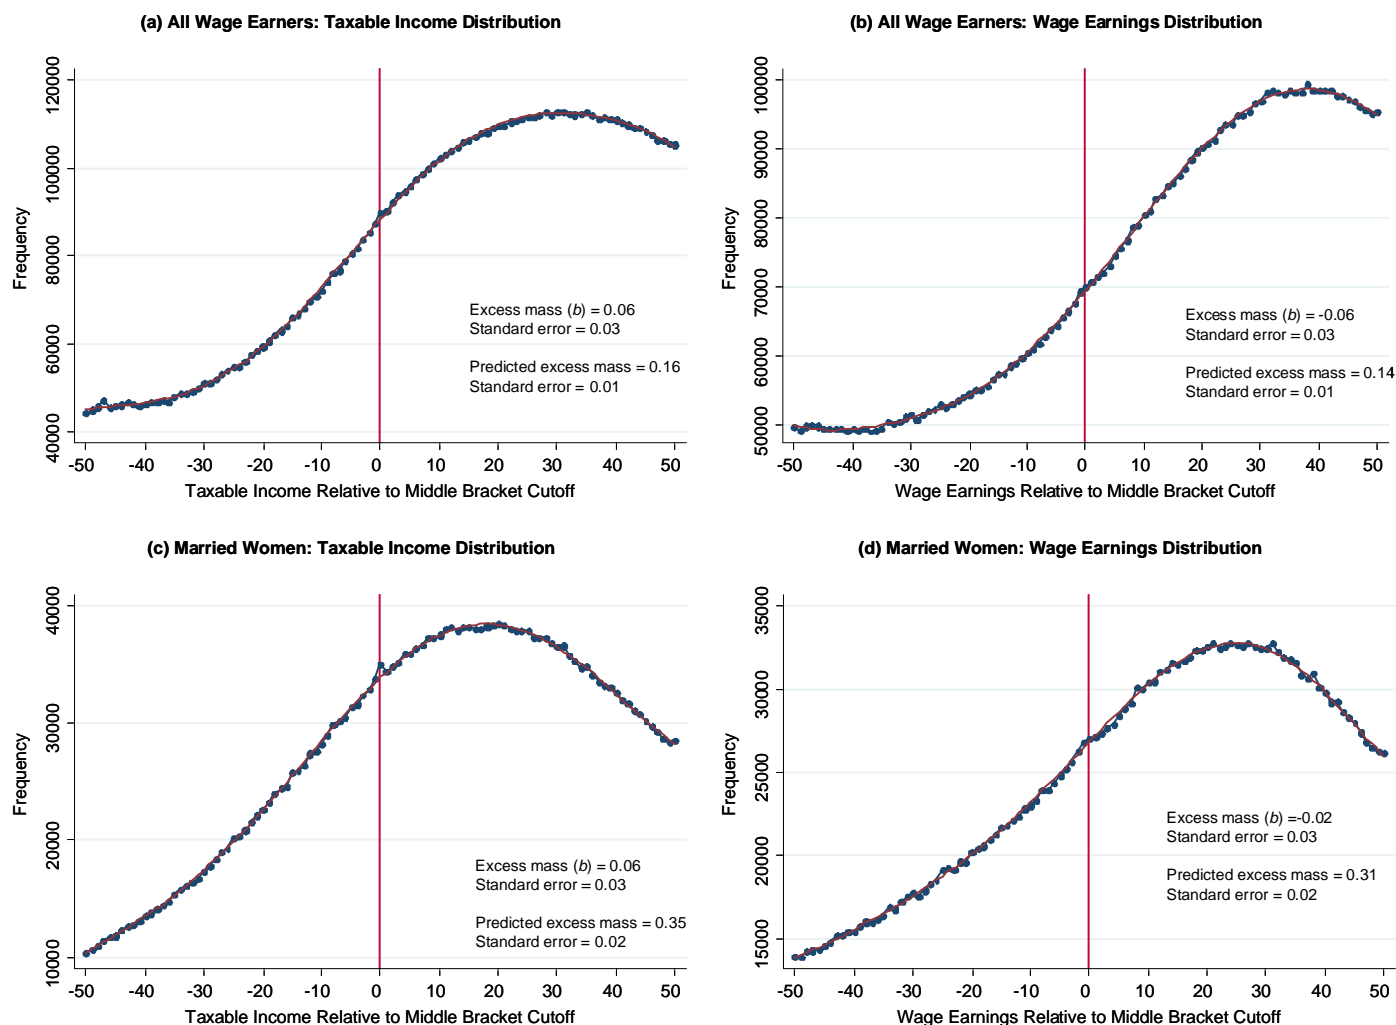 (a) All Wage Earners: Taxable Income Distribution
Frequency
120000
100000
80000
60000
40000
Excess mass (b) = 0.06
Standard error = 0.03
Predicted excess mass = 0.16
Standard error = 0.01
-50 -40 -30 -20 -10 0 10 20 30 40 50
Taxable Income Relative to Middle Bracket Cutoff
(b) All Wage Earners: Wage Earnings Distribution
Frequency
100000
90000
80000
70000
60000
50000
Excess mass (b) = -0.06
Standard error = 0.03
Predicted excess mass = 0.14
Standard error = 0.01
-50 -40 -30 -20 -10 0 10 20 30 40 50
Wage Earnings Relative to Middle Bracket Cutoff
(c) Married Women: Taxable Income Distribution
Frequency
40000
30000
20000
10000
Excess mass (b) = 0.06
Standard error = 0.03
Predicted excess mass = 0.35
Standard error = 0.02
-50 -40 -30 -20 -10 0 10 20 30 40 50
Taxable Income Relative to Middle Bracket Cutoff
(d) Married Women: Wage Earnings Distribution
Frequency
35000
30000
25000
20000
15000
Excess mass (b) =-0.02
Standard error = 0.03
Predicted excess mass = 0.31
Standard error = 0.02
-50 -40 -30 -20 -10 0 10 20 30 40 50
Wage Earnings Relative to Middle Bracket Cutoff